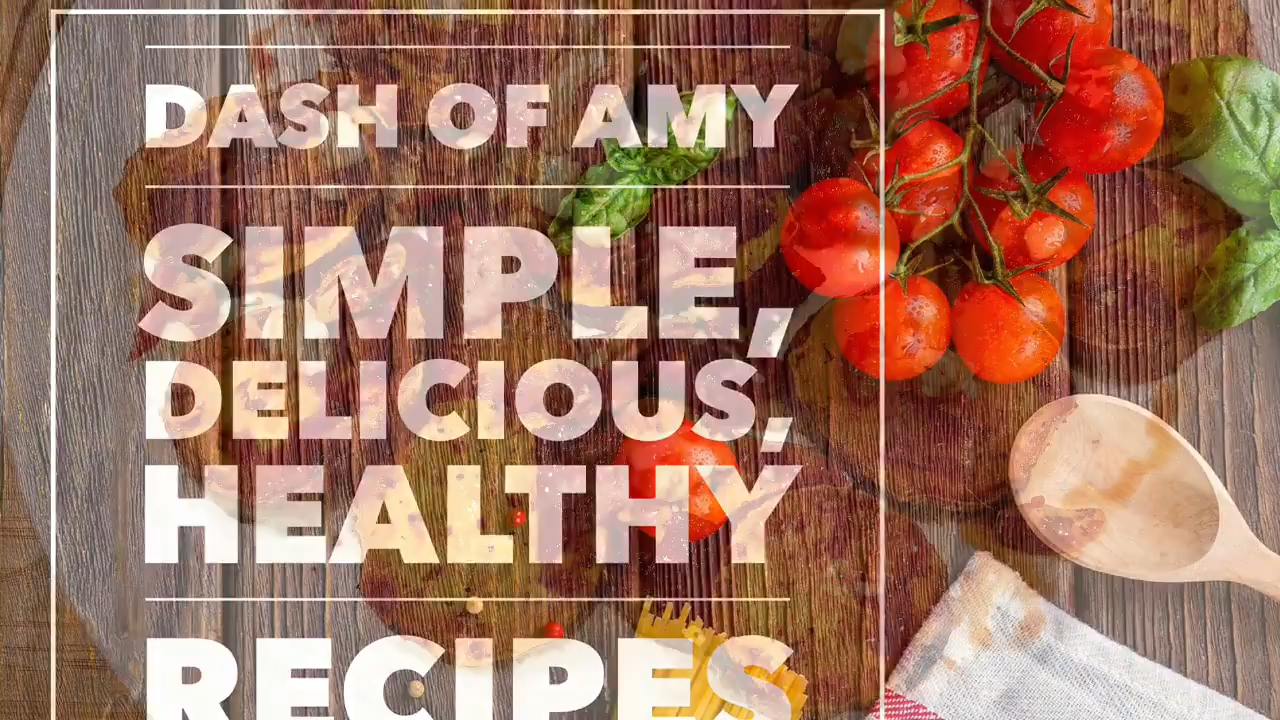 DASH OF AMY
SIMPLE,
DELICIOUS,
HEALTHY
RECIPES